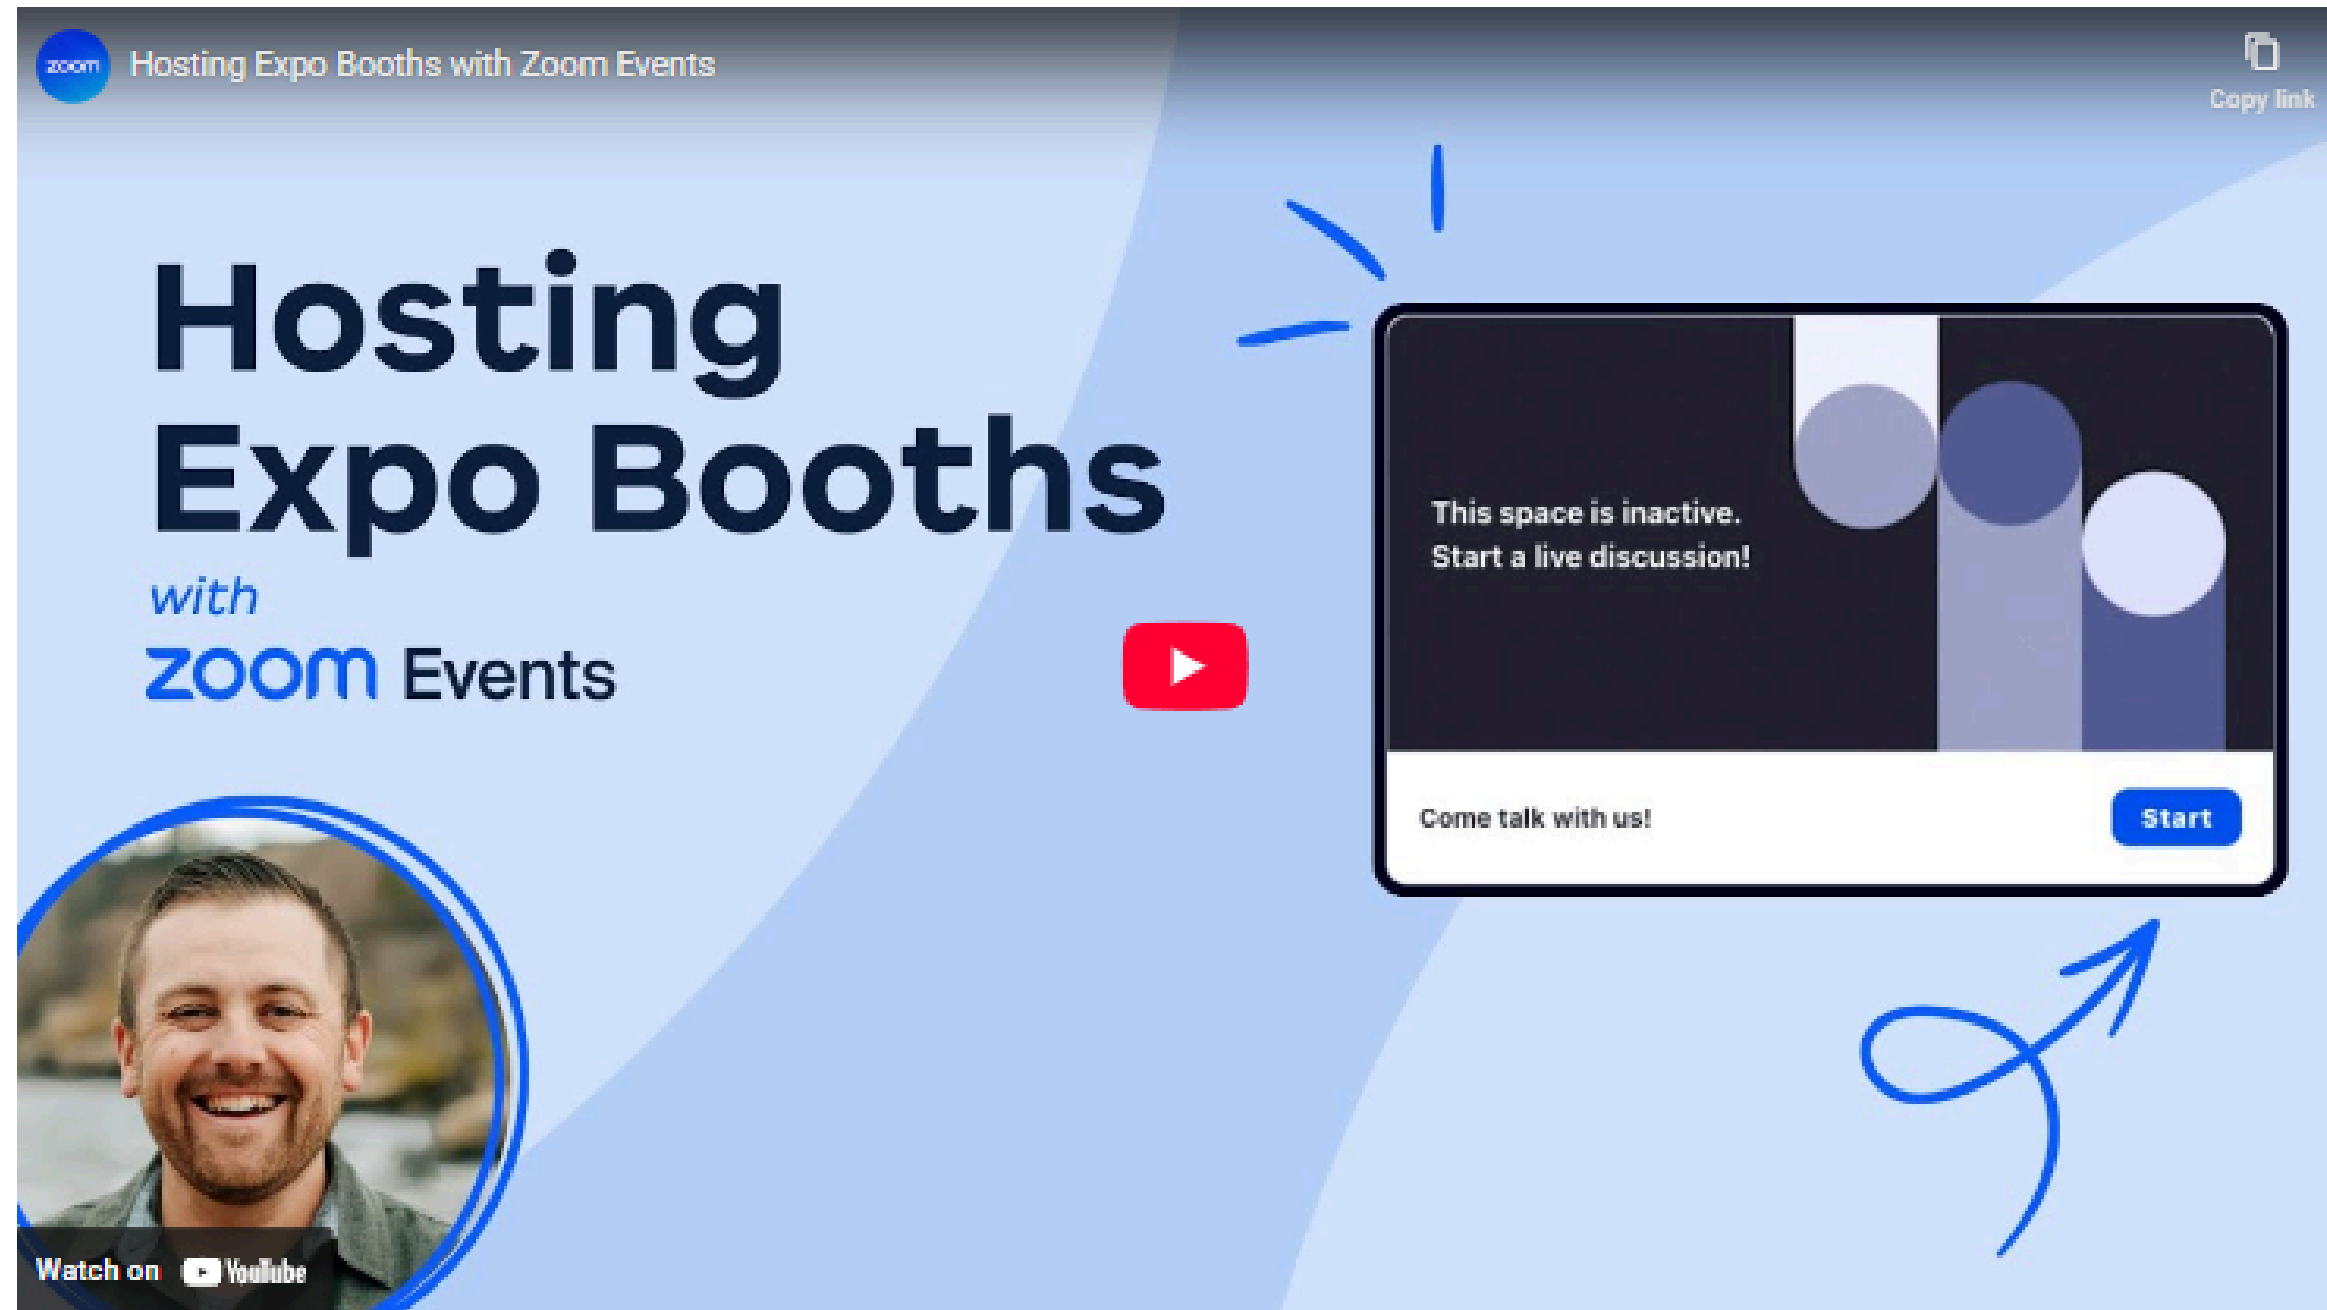 zoom
Hosting Expo Booths with Zoom Events
Copy link
Hosting
Expo Booths
with
zoom Events
This space is inactive.
Start a live discussion!
Come talk with us!
Start
Watch on YouTube